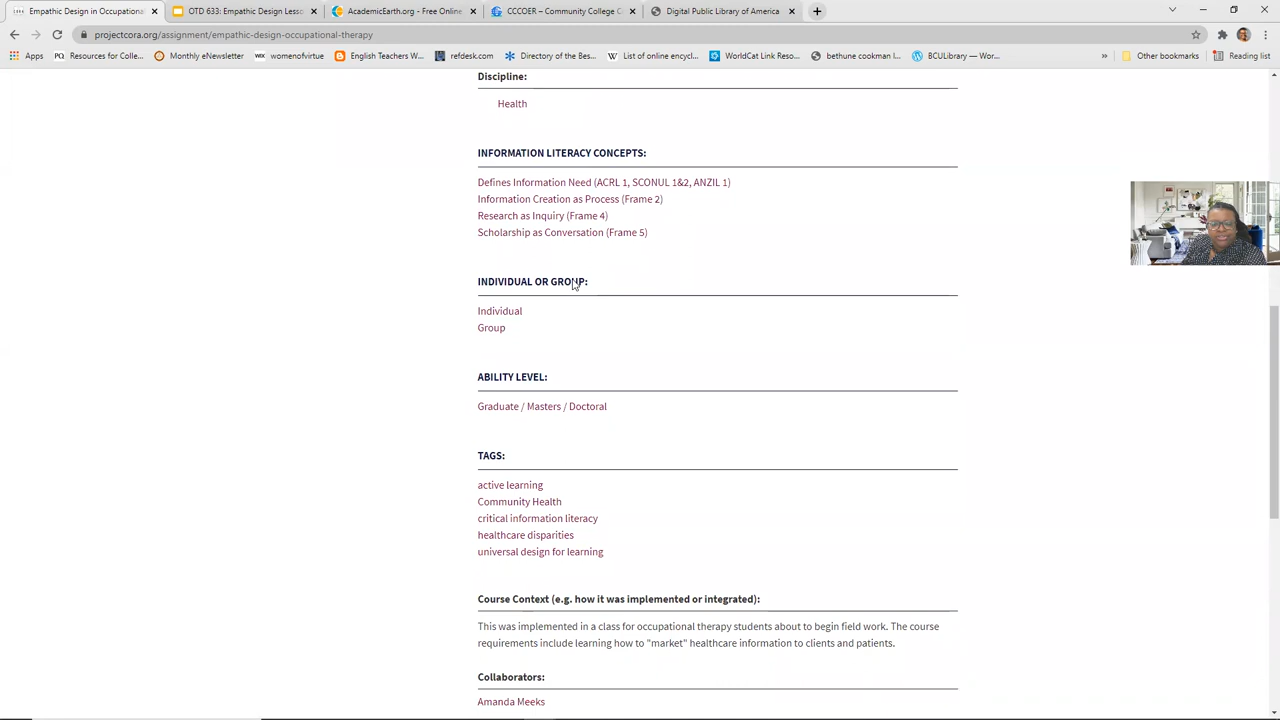 Empathic Design in Occupational
OTD 633: Empathic Design Lesso
AcademicEarth.org - Free Online
CCCOER – Community College C
Digital Public Library of America
projectcora.org/assignment/empathic-design-occupational-therapy
Apps
Resources for Colle...
Monthly eNewsletter
womenofvirtue
English Teachers W...
refdesk.com
Directory of the Bes...
List of online encycl...
WorldCat Link Reso...
bethune cookman l...
BCULibrary — Wor...
»
Other bookmarks
Reading list
Discipline:
Health
INFORMATION LITERACY CONCEPTS:
Defines Information Need (ACRL 1, SCONUL 1&2, ANZIL 1)
Information Creation as Process (Frame 2)
Research as Inquiry (Frame 4)
Scholarship as Conversation (Frame 5)
INDIVIDUAL OR GROUP:
Individual
Group
ABILITY LEVEL:
Graduate / Masters / Doctoral
TAGS:
active learning
Community Health
critical information literacy
healthcare disparities
universal design for learning
Course Context (e.g. how it was implemented or integrated):
This was implemented in a class for occupational therapy students about to begin field work. The course
requirements include learning how to "market" healthcare information to clients and patients.
Collaborators:
Amanda Meeks